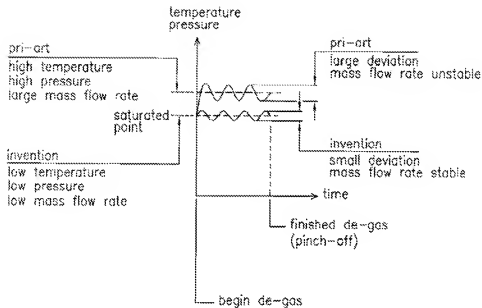 temperature
pressure
pri-art
high temperature
high pressure
large mass flow rate
saturated
point
invention
low temperature
low pressure
low mass flow rate
pri-art
large deviation
mass flow rate unstable
invention
small deviation
mass flow rate stable
time
finished de-gas
(pinch-off)
begin de-gas